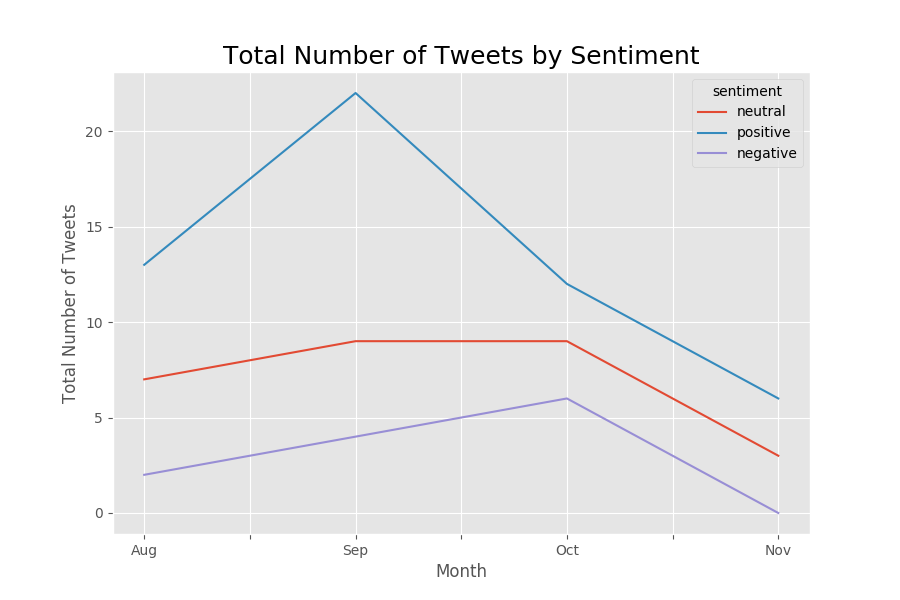 Total Number of Tweets by Sentiment
sentiment
neutral
positive
negative
20
15
10
5
0
Total Number of Tweets
Aug Sep Oct Nov
Month